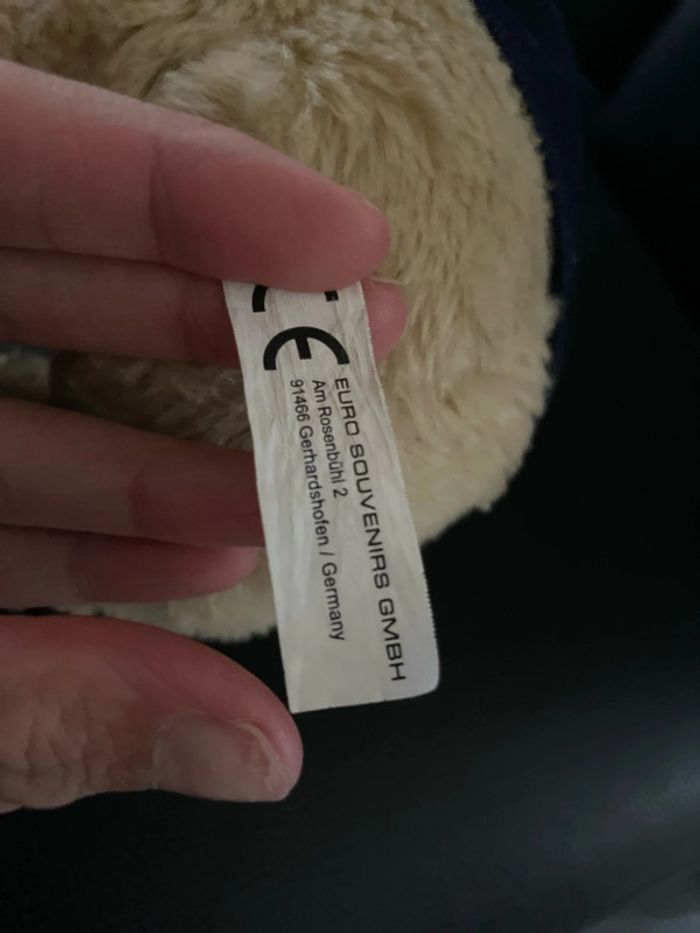 CE
EURO SOUVENIRS GMBH
Am Rosenbühl 2
91466 Gerhardshofen / Germany